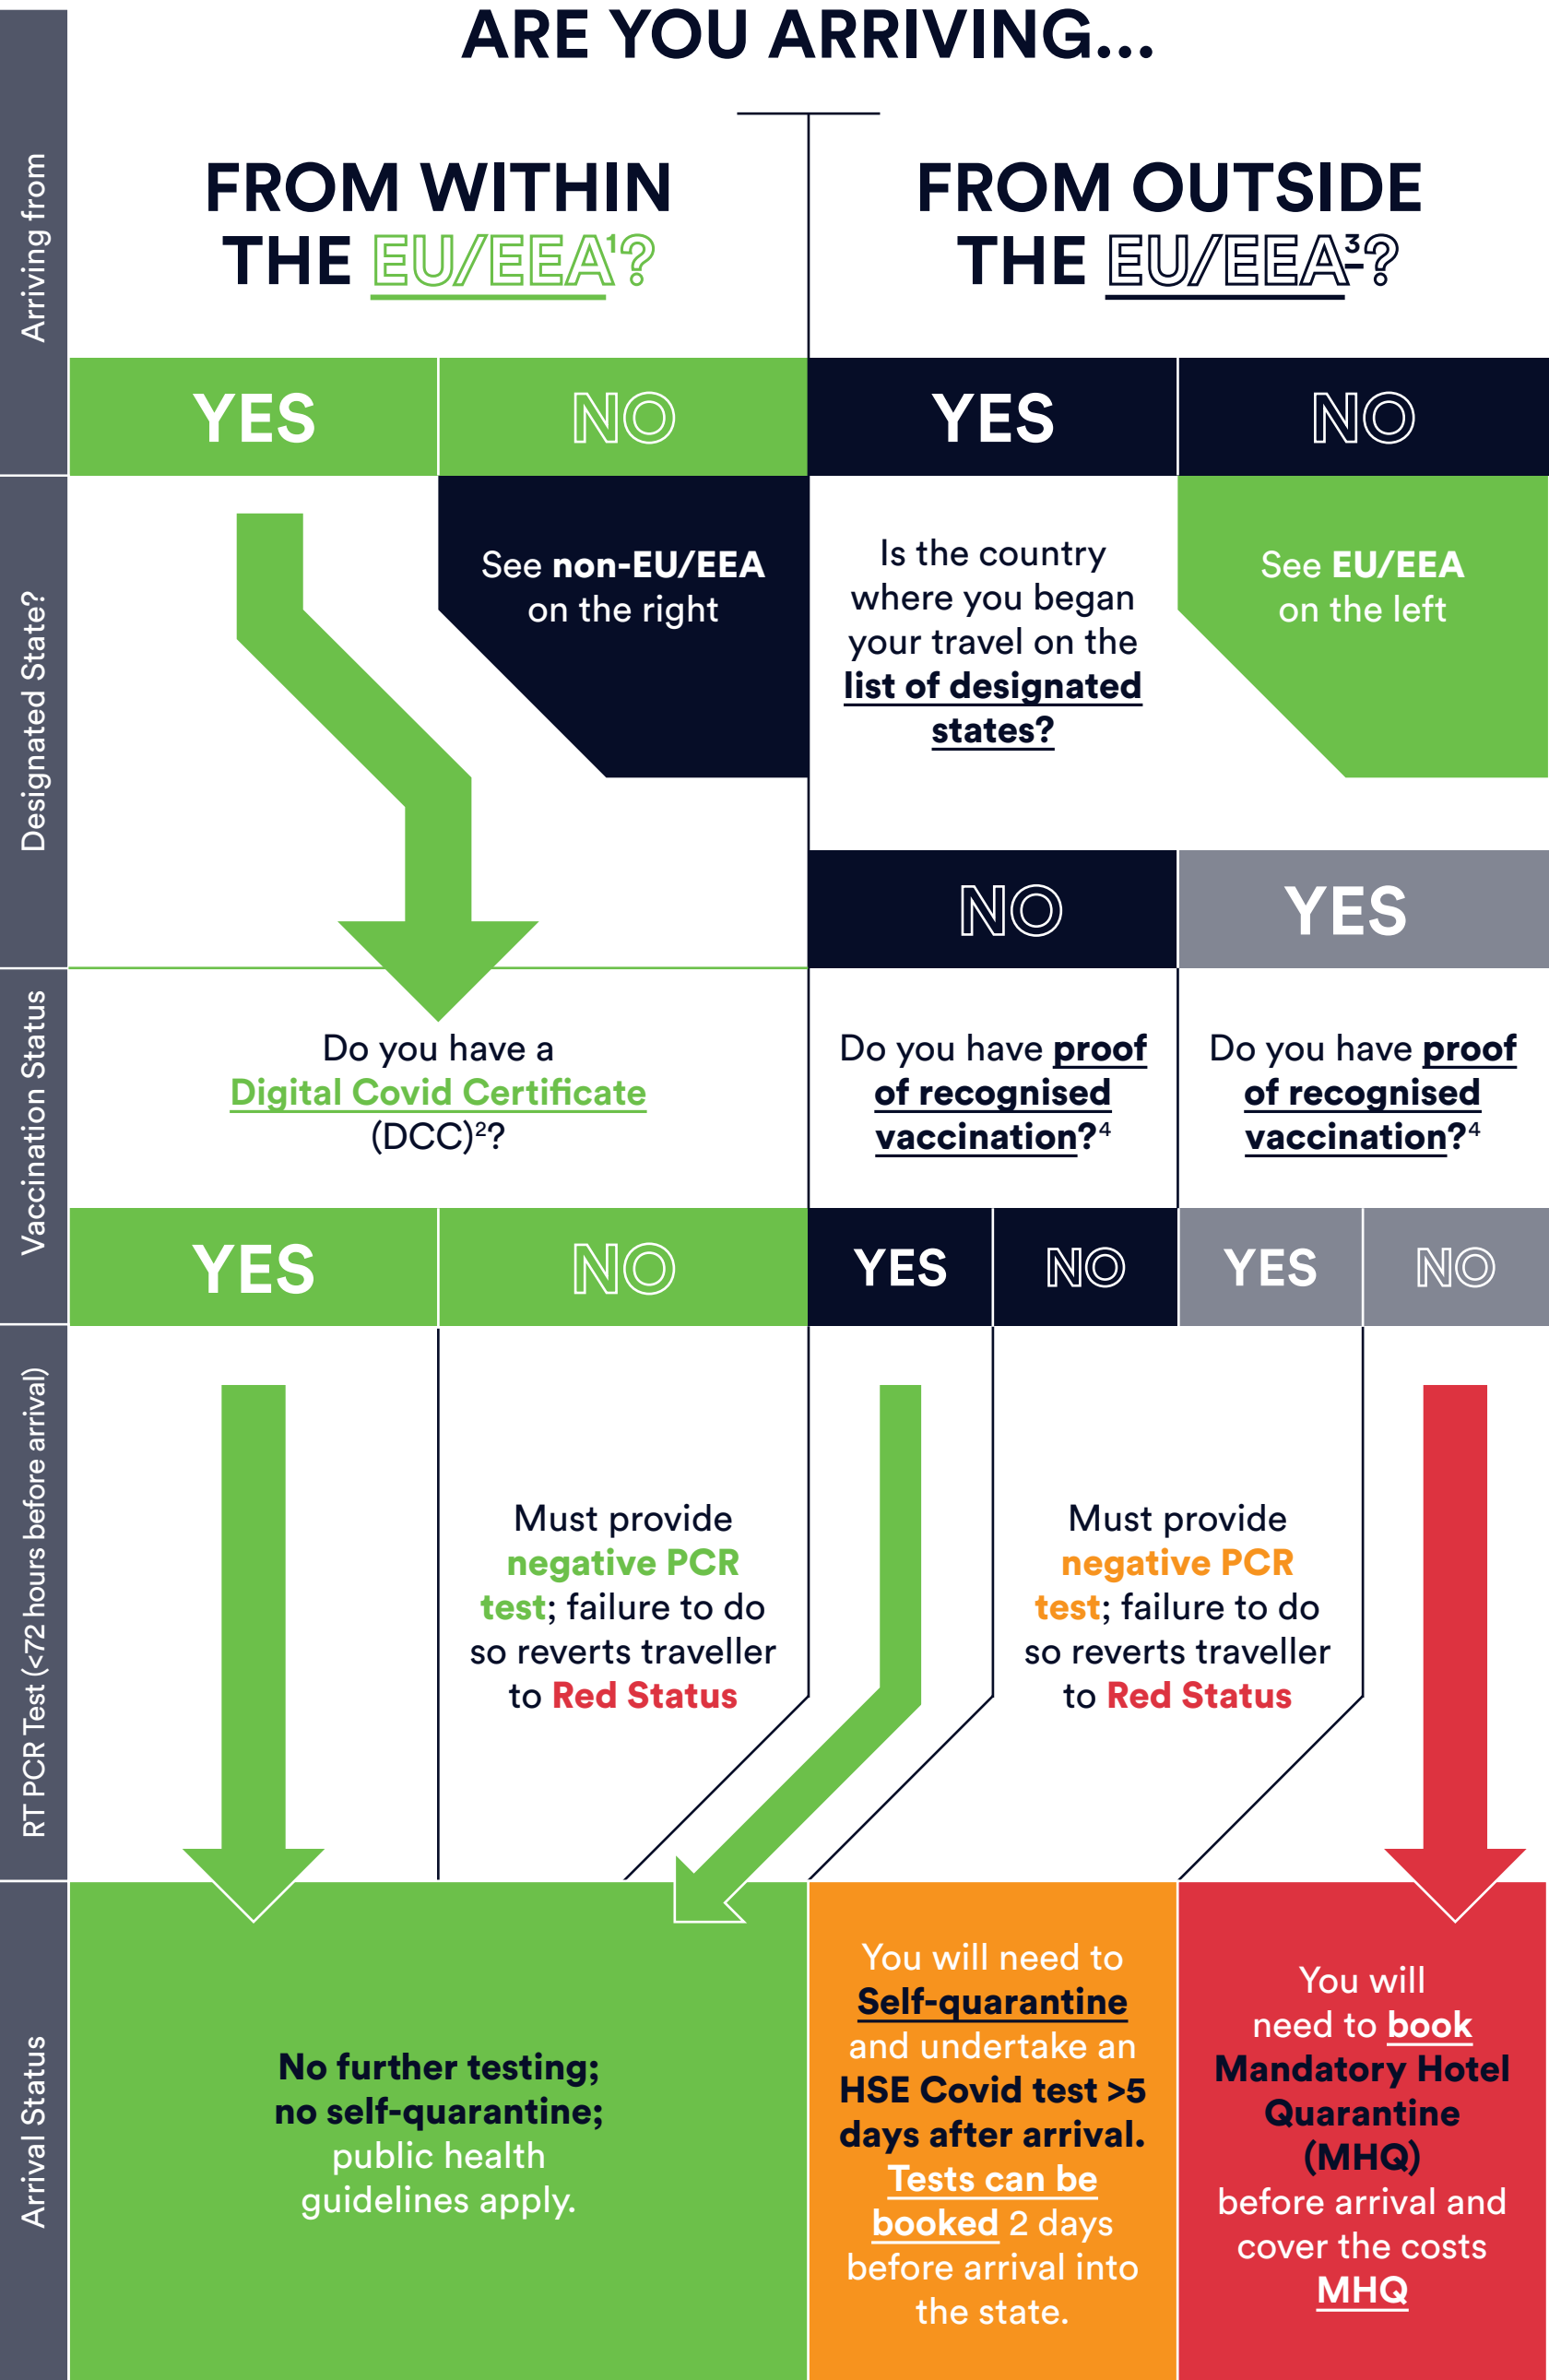 ARE YOU ARRIVING...
Arriving from
FROM WITHIN
THE EU/EEA¹?
FROM OUTSIDE
THE EU/EEA³?
YES
NO
YES
NO
Designated State?
See non-EU/EEA
on the right
Is the country
where you began
your travel on the
list of designated
states?
See EU/EEA
on the left
NO
YES
Vaccination Status
Do you have a
Digital Covid Certificate
(DCC)²?
Do you have proof
of recognised
vaccination?⁴
Do you have proof
of recognised
vaccination?⁴
YES
NO
YES
NO
YES
NO
RT PCR Test (<72 hours before arrival)
Must provide
negative PCR
test; failure to do
so reverts traveller
to Red Status
Must provide
negative PCR
test; failure to do
so reverts traveller
to Red Status
Arrival Status
No further testing;
no self-quarantine;
public health
guidelines apply.
You will need to
Self-quarantine
and undertake an
HSE Covid test >5
days after arrival.
Tests can be
booked 2 days
before arrival into
the state.
You will
need to book
Mandatory Hotel
Quarantine
(MHQ)
before arrival and
cover the costs
MHQ